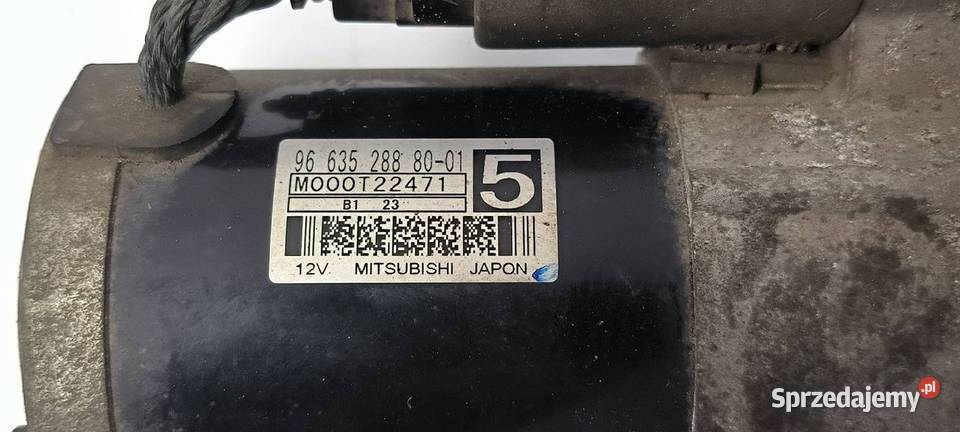 96 635 288 80-01
M000T22471
5
B1 23
12V. MITSUBISHI JAPON
Sprzedajemy.pl